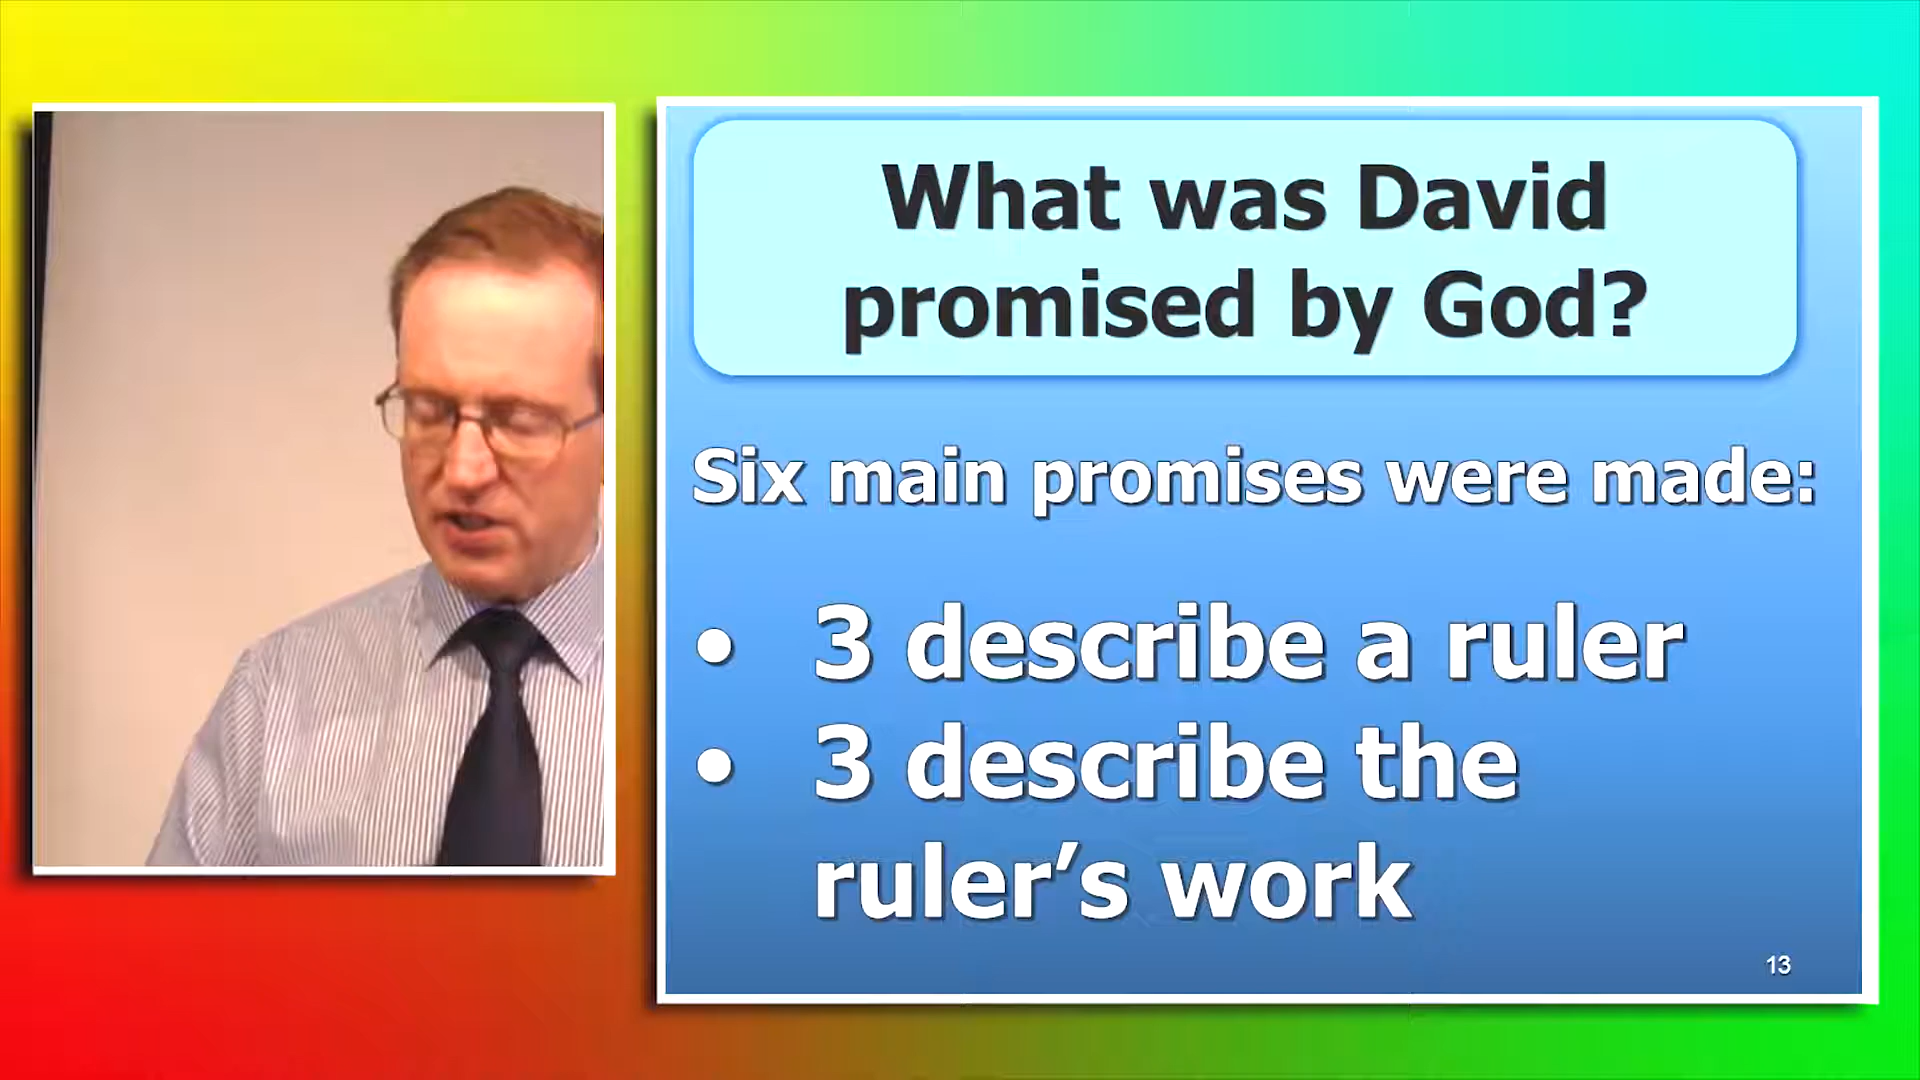 What was David
promised by God?
Six main promises were made:
• 3 describe a ruler
• 3 describe the
ruler’s work
13